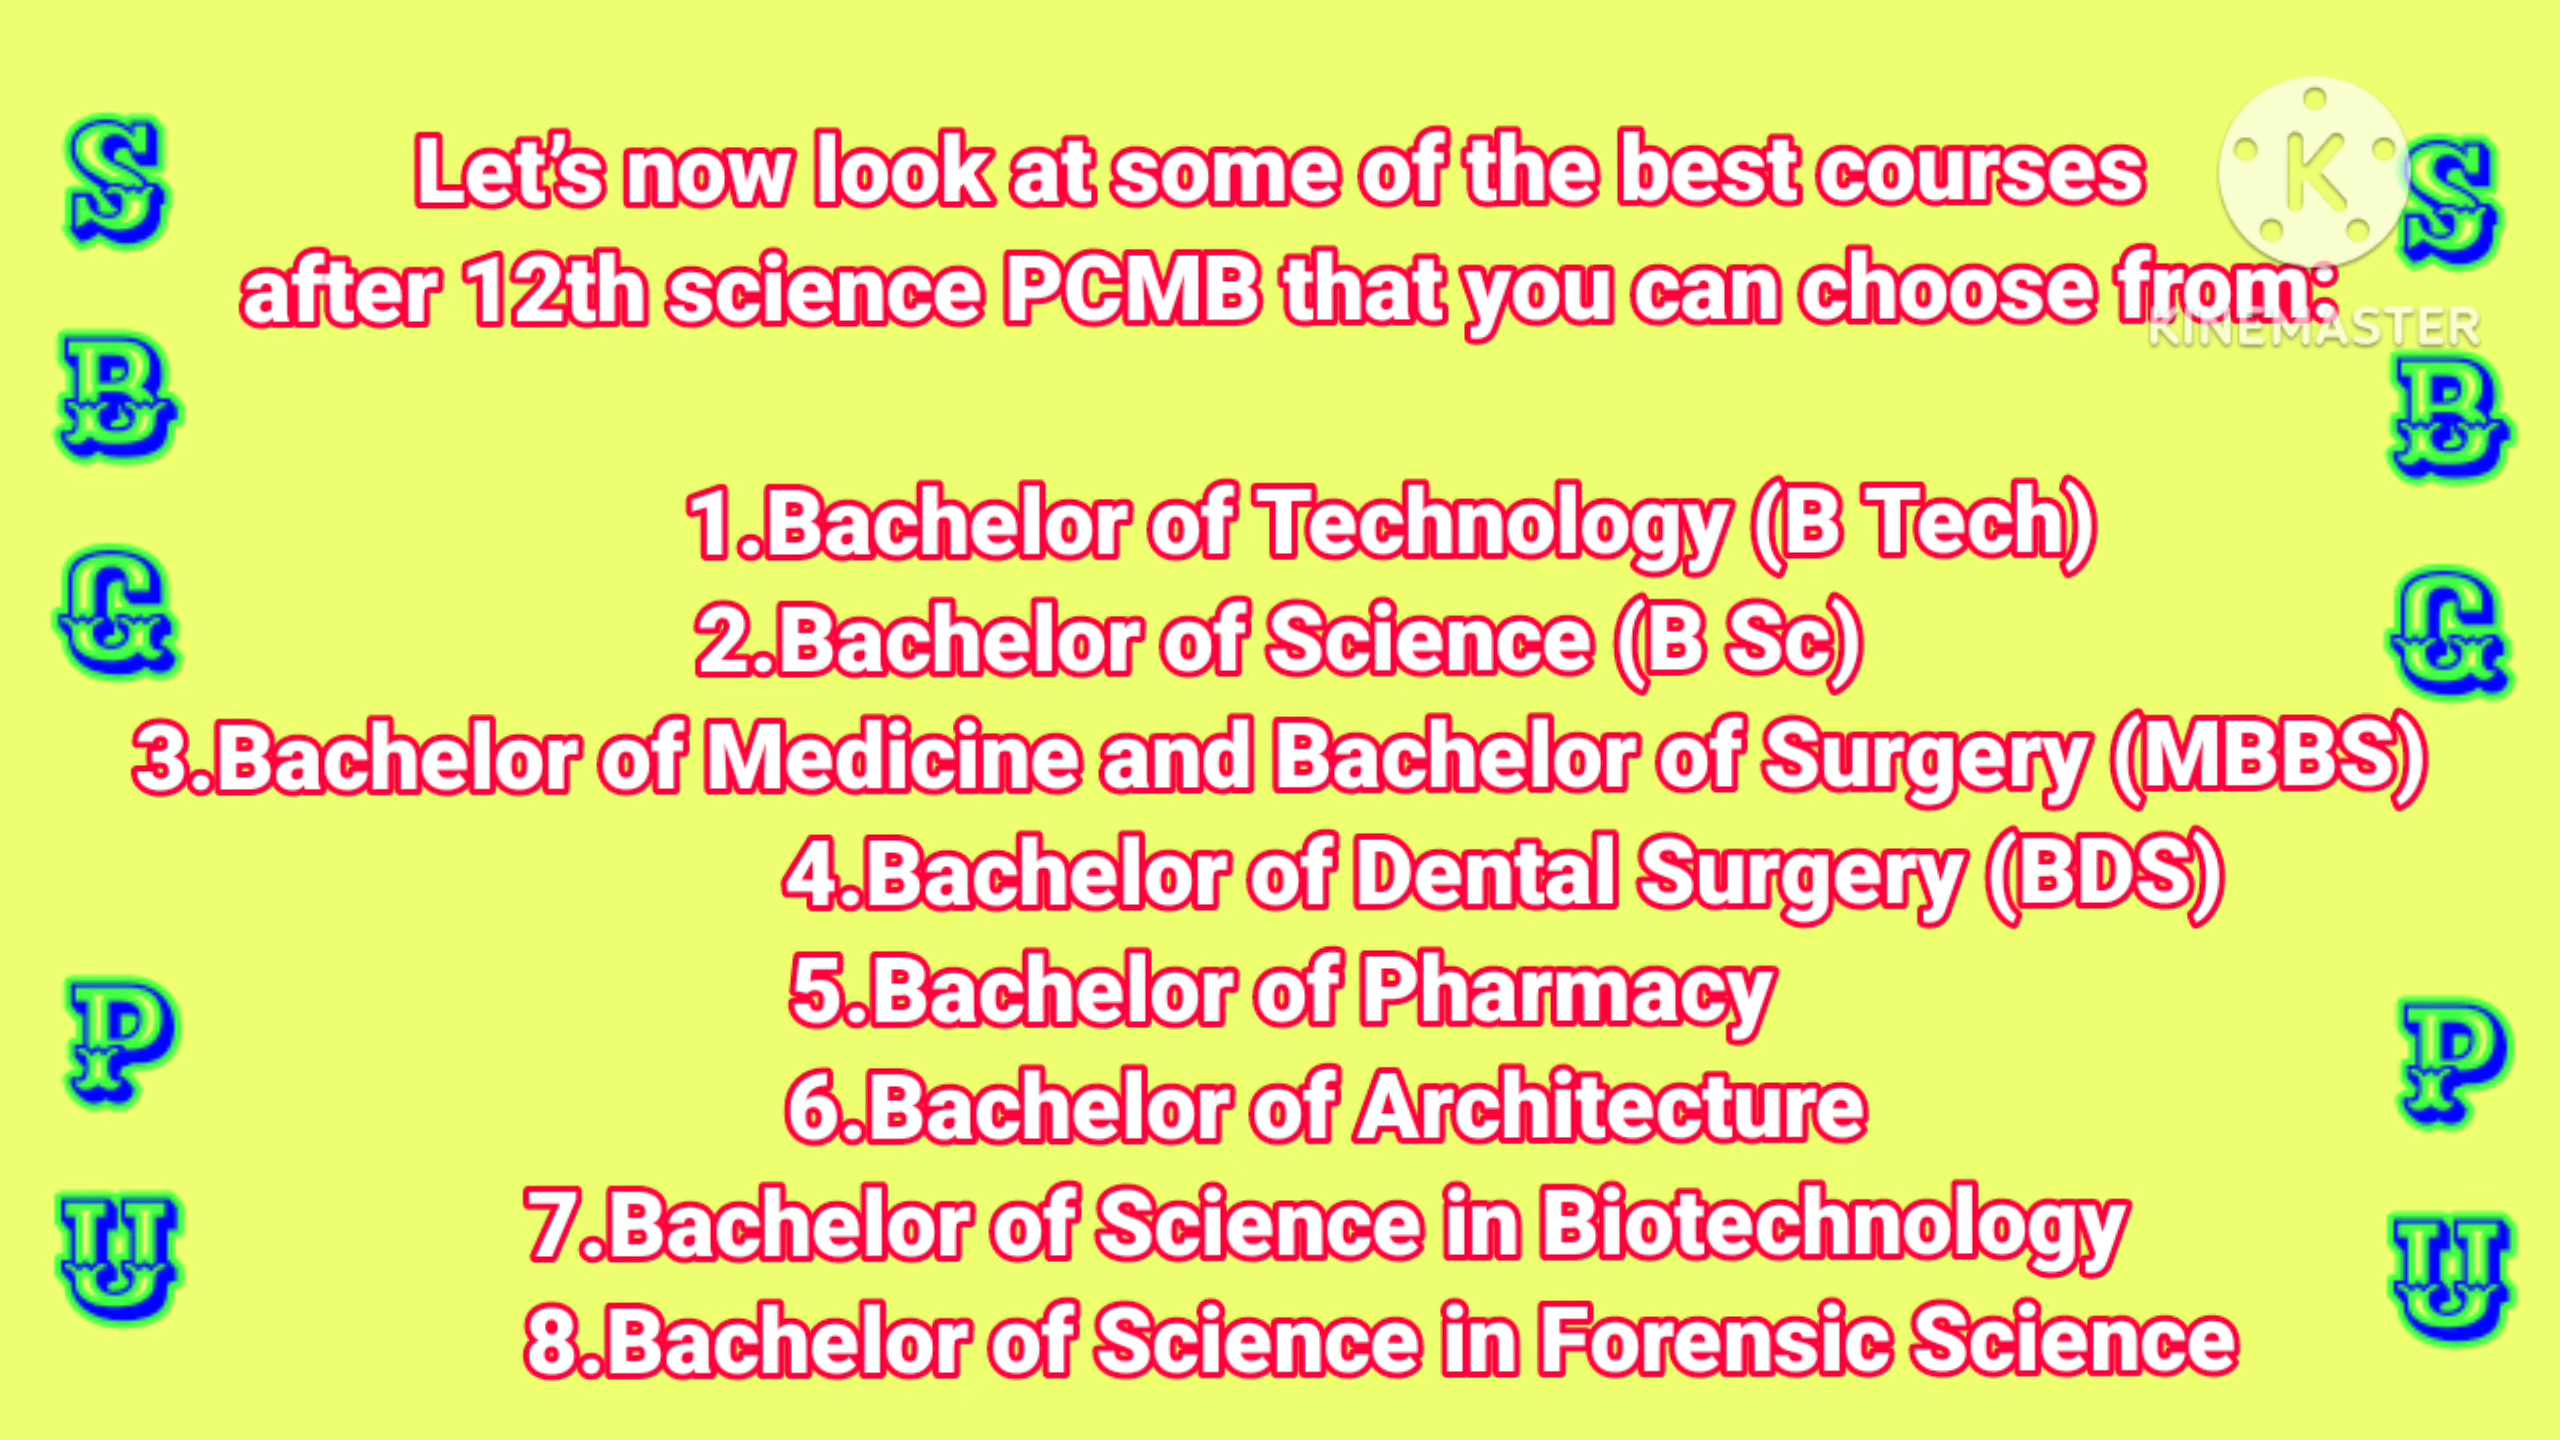 Let's now look at some of the best courses
after 12th science PCMB that you can choose from:
1.Bachelor of Technology (B Tech)
2.Bachelor of Science (B Sc)
3.Bachelor of Medicine and Bachelor of Surgery (MBBS)
4.Bachelor of Dental Surgery (BDS)
5.Bachelor of Pharmacy
6.Bachelor of Architecture
7.Bachelor of Science in Biotechnology
8.Bachelor of Science in Forensic Science
S
B
G
P
U
S
B
G
P
U
K
KINEMASTER